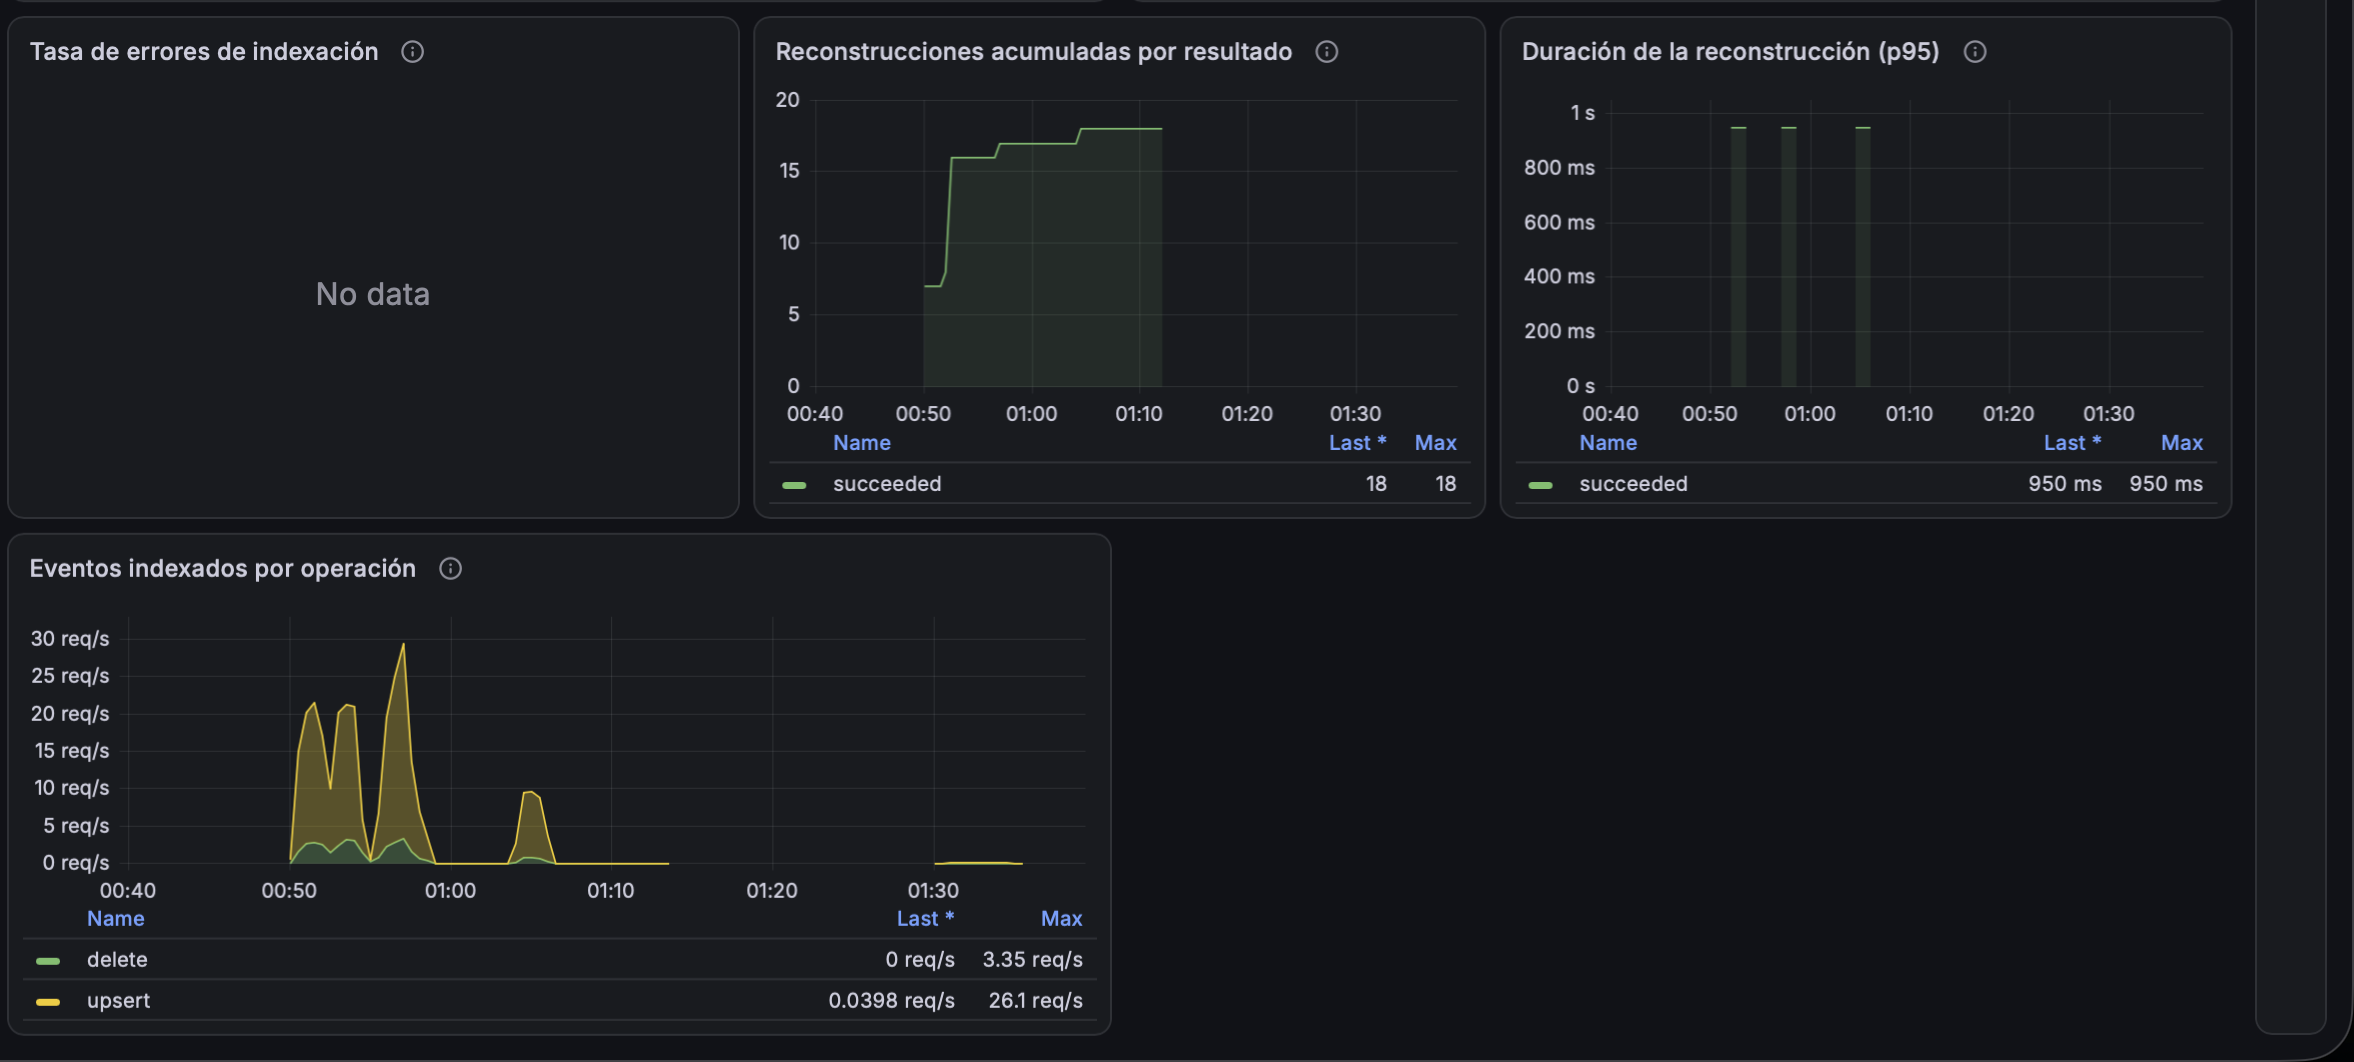 Tasa de errores de indexación
No data
Reconstrucciones acumuladas por resultado
20
15
10
5
0
00:40 00:50 01:00 01:10 01:20 01:30
Name Last * Max
succeeded 18 18
Duración de la reconstrucción (p95)
1 s
800 ms
600 ms
400 ms
200 ms
0 s
00:40 00:50 01:00 01:10 01:20 01:30
Name Last * Max
succeeded 950 ms 950 ms
Eventos indexados por operación
30 req/s
25 req/s
20 req/s
15 req/s
10 req/s
5 req/s
0 req/s
00:40 00:50 01:00 01:10 01:20 01:30
Name Last * Max
delete 0 req/s 3.35 req/s
upsert 0.0398 req/s 26.1 req/s